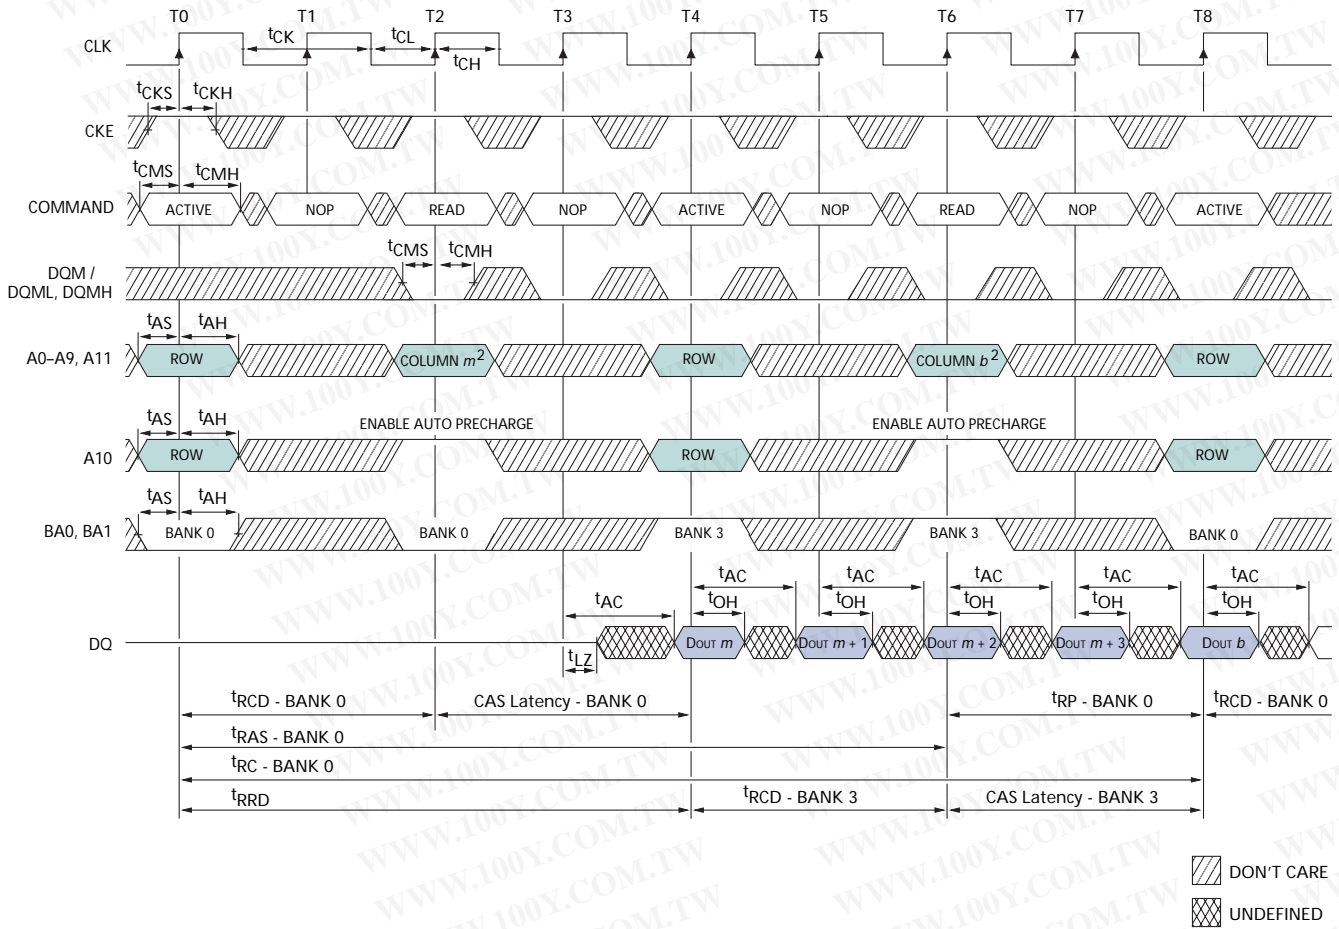 T0 T1 T2 T3 T4 T5 T6 T7 T8
CLK
tCK tCL
tCH
tCKS tCKH
CKE
tCMS tCMH
COMMAND ACTIVE NOP READ NOP ACTIVE NOP READ NOP ACTIVE
tCMS tCMH
DQM /
DQML, DQMH
tAS tAH
A0–A9, A11 ROW COLUMN m2 ROW COLUMN b2 ROW
tAS tAH ENABLE AUTO PRECHARGE ENABLE AUTO PRECHARGE
A10 ROW ROW ROW
tAS tAH
BA0, BA1 BANK 0 BANK 0 BANK 3 BANK 3 BANK 0
tAC tAC tAC tAC tAC
tAC tOH tOH tOH tOH tOH
DQ DOUT m DOUT m + 1 DOUT m + 2 DOUT m + 3 DOUT b
tLZ
tRCD - BANK 0 CAS Latency - BANK 0 tRP - BANK 0 tRCD - BANK 0
tRAS - BANK 0
tRC - BANK 0
tRRD tRCD - BANK 3 CAS Latency - BANK 3
DON'T CARE
UNDEFINED
WWW.100Y.COM.TW